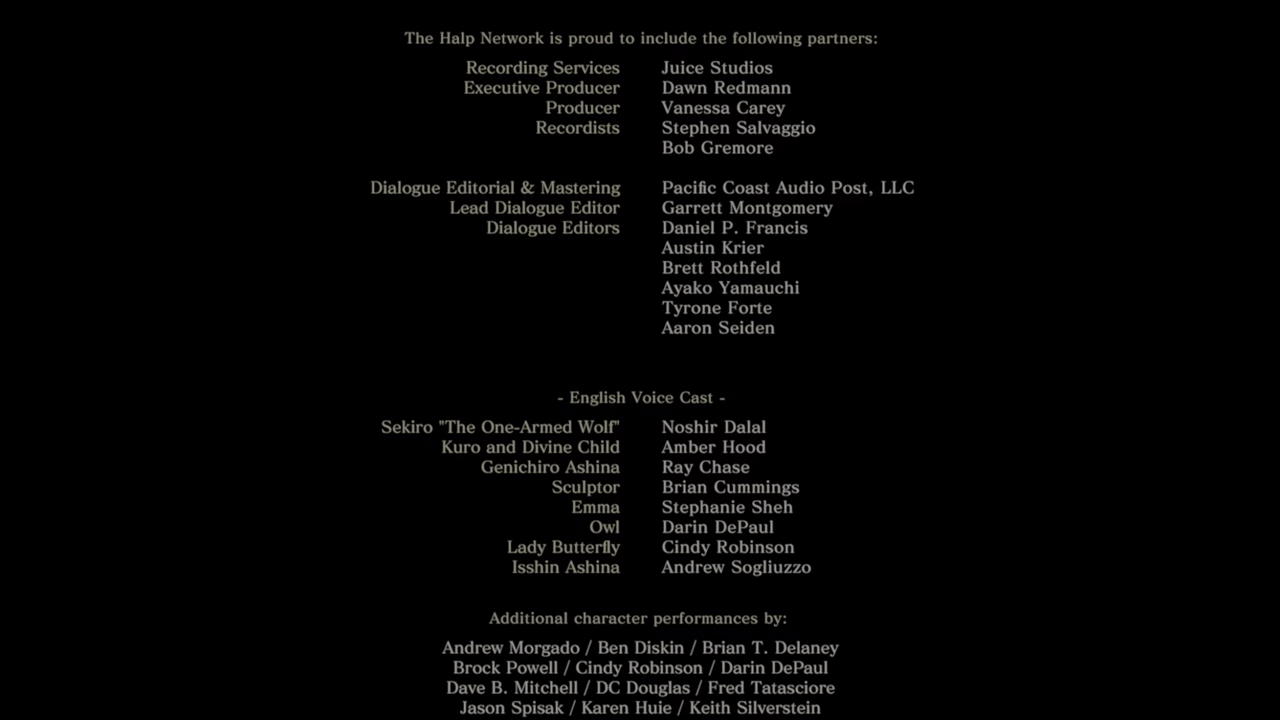 The Halp Network is proud to include the following partners:
Recording Services Juice Studios
Executive Producer Dawn Redmann
Producer Vanessa Carey
Recordists Stephen Salvaggio
Bob Gremore
Dialogue Editorial & Mastering Pacific Coast Audio Post, LLC
Lead Dialogue Editor Garrett Montgomery
Dialogue Editors Daniel P. Francis
Austin Krier
Brett Rothfeld
Ayako Yamauchi
Tyrone Forte
Aaron Seiden
- English Voice Cast -
Sekiro "The One-Armed Wolf" Noshir Dalal
Kuro and Divine Child Amber Hood
Genichiro Ashina Ray Chase
Sculptor Brian Cummings
Emma Stephanie Sheh
Owl Darin DePaul
Lady Butterfly Cindy Robinson
Isshin Ashina Andrew Sogliuzzo
Additional character performances by:
Andrew Morgado / Ben Diskin / Brian T. Delaney
Brock Powell / Cindy Robinson / Darin DePaul
Dave B. Mitchell / DC Douglas / Fred Tatasciore
Jason Spisak / Karen Huie / Keith Silverstein